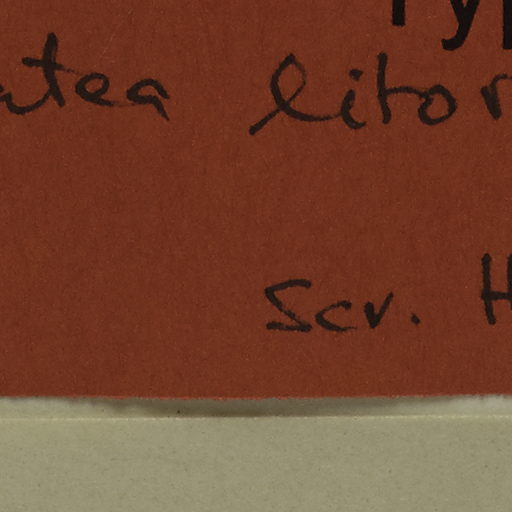 Typ
atea litor
Scr. H